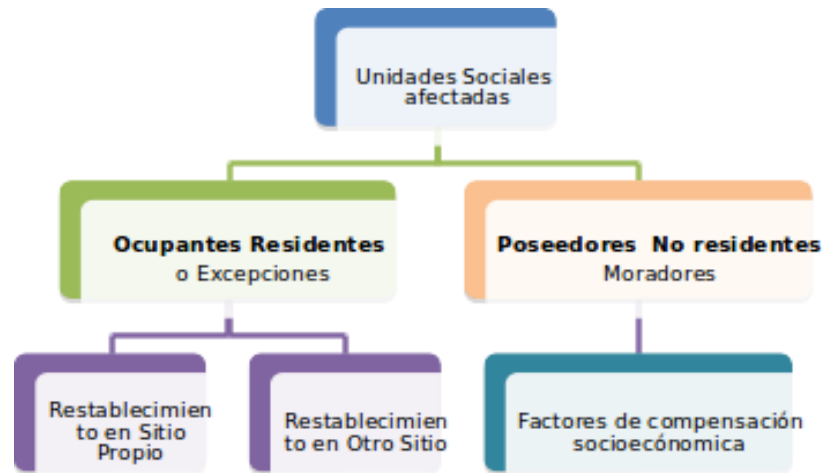 Unidades Sociales
afectadas
Ocupantes Residentes
o Excepciones
Poseedores No residentes
Moradores
Restablecimien
to en Sitio
Propio
Restablecimien
to en Otro Sitio
Factores de compensación
socioecónomica